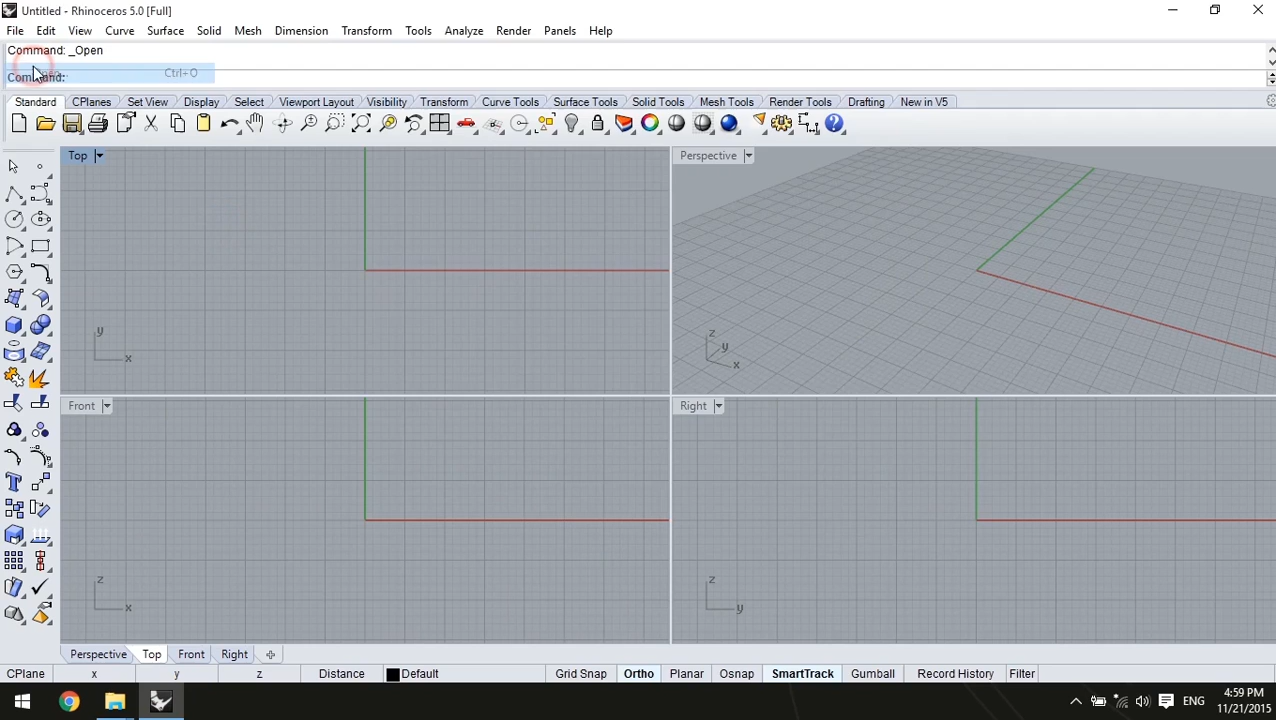 Untitled - Rhinoceros 5.0 [Full]
File Edit View Curve Surface Solid Mesh Dimension Transform Tools Analyze Render Panels Help
Command: _Open
Ctrl+O
Command:
Standard CPlanes Set View Display Select Viewport Layout Visibility Transform Curve Tools Surface Tools Solid Tools Mesh Tools Render Tools Drafting New in V5
Top
Perspective
y
x
z
y
x
Front
Right
z
x
z
y
Perspective Top Front Right
CPlane x y z Distance Default Grid Snap Ortho Planar Osnap SmartTrack Gumball Record History Filter
ENG
4:59 PM
11/21/2015